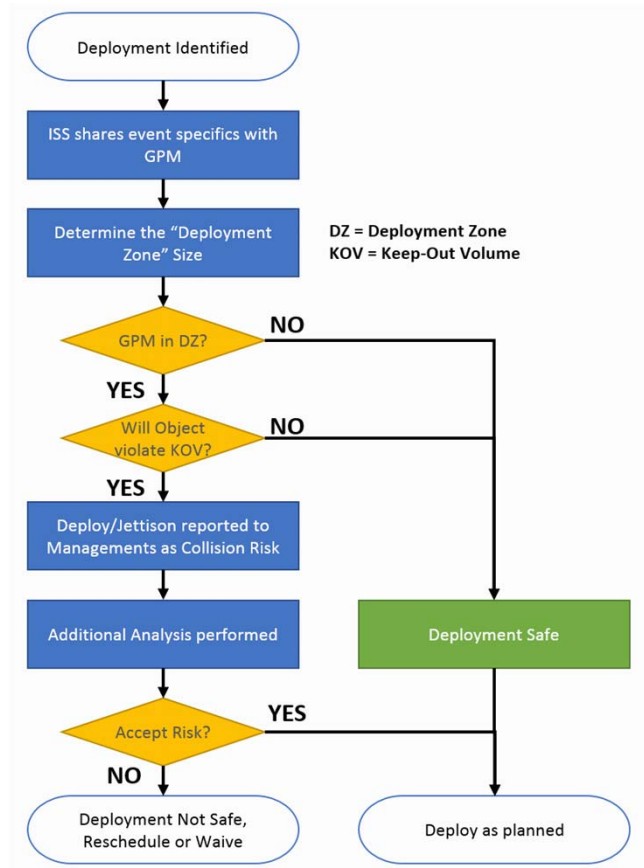 Deployment Identified
ISS shares event specifics with
GPM
Determine the “Deployment
Zone” Size
DZ = Deployment Zone
KOV = Keep-Out Volume
GPM in DZ?
NO
YES
Will Object
violate KOV?
NO
YES
Deploy/Jettison reported to
Managements as Collision Risk
Additional Analysis performed
Deployment Safe
Accept Risk?
YES
NO
Deployment Not Safe,
Reschedule or Waive
Deploy as planned